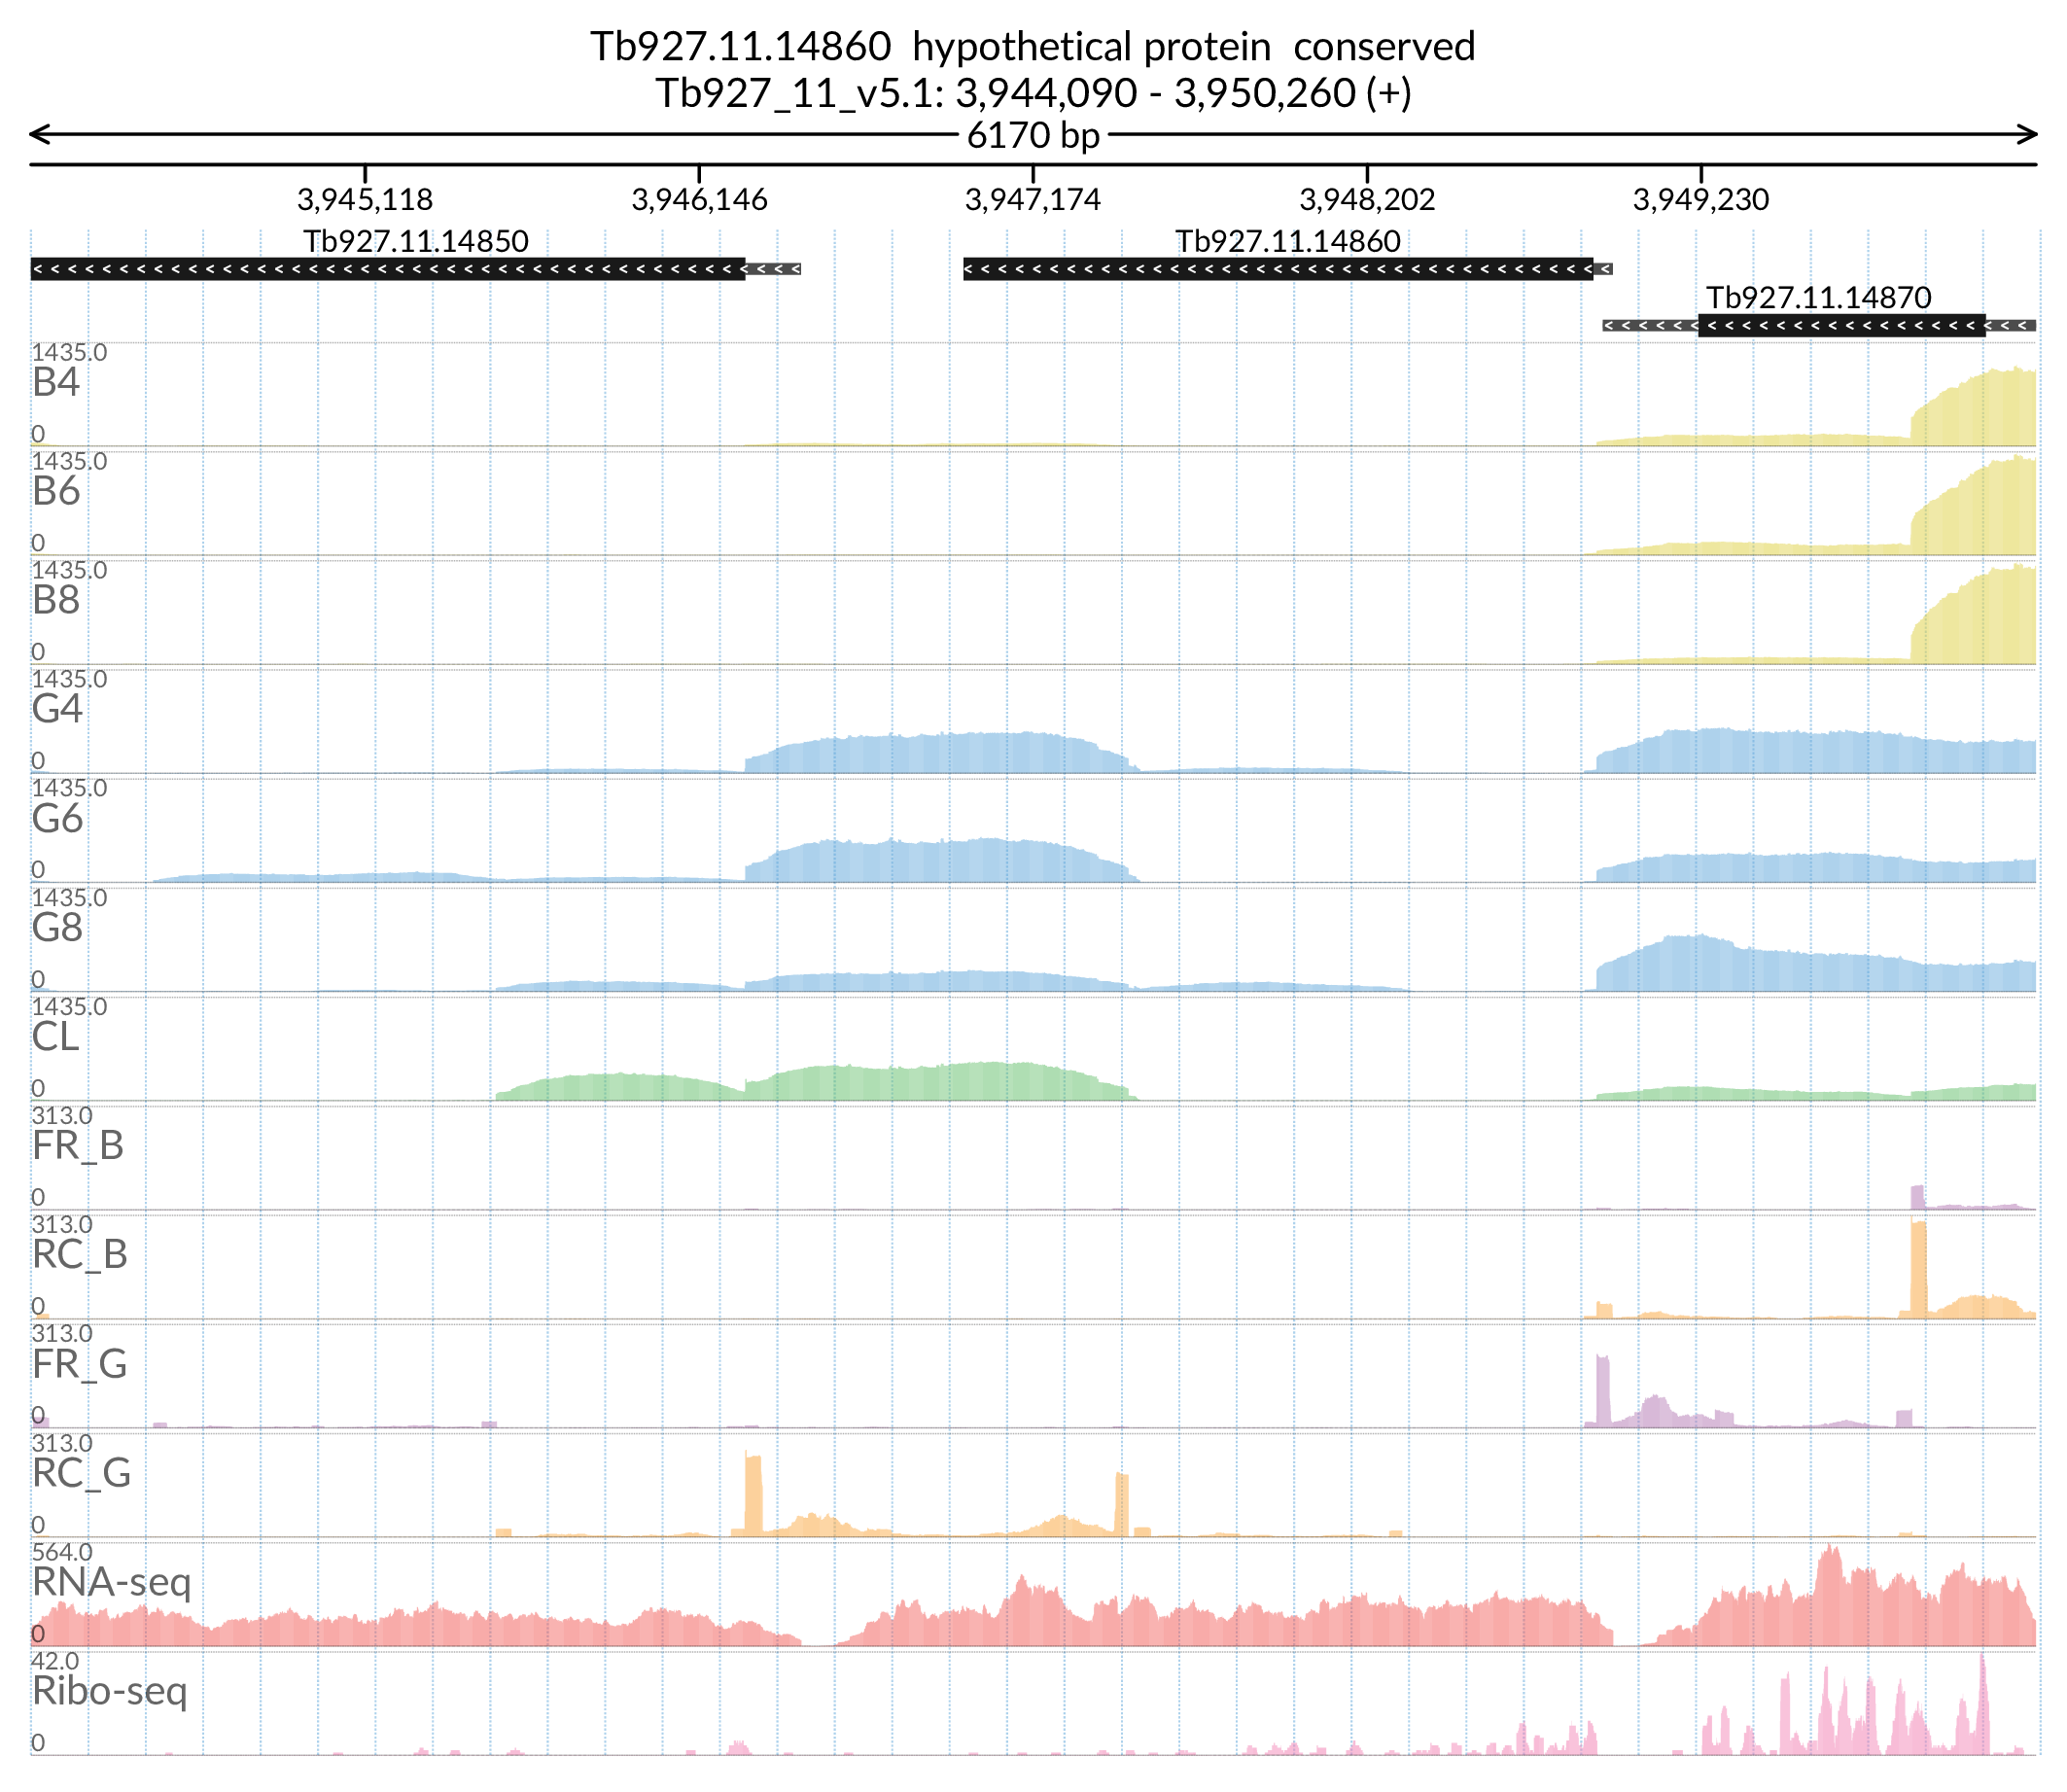 Tb927.11.14860 hypothetical protein conserved
Tb927_11_v5.1: 3,944,090 - 3,950,260 (+)
6170 bp
3,945,118 3,946,146 3,947,174 3,948,202 3,949,230
Tb927.11.14850 Tb927.11.14860
Tb927.11.14870
1435.0
B4
0
1435.0
B6
0
1435.0
B8
0
1435.0
G4
0
1435.0
G6
0
1435.0
G8
0
1435.0
CL
0
313.0
FR_B
0
313.0
RC_B
0
313.0
FR_G
0
313.0
RC_G
0
564.0
RNA-seq
0
42.0
Ribo-seq
0